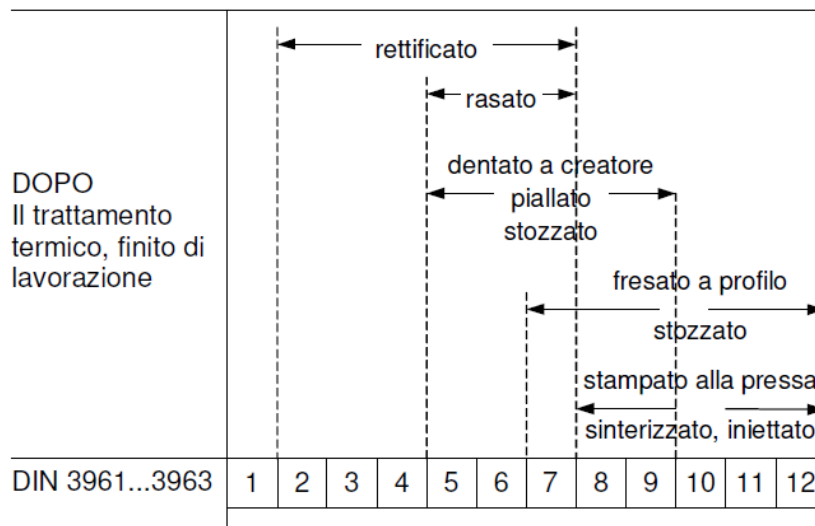 rettificato
rasato
dentato a creatore
piallato
stozzato
DOPO
Il trattamento
termico, finito di
lavorazione
fresato a profilo
stozzato
stampato alla pressa
sinterizzato, iniettato
DIN 3961...3963 1 2 3 4 5 6 7 8 9 10 11 12